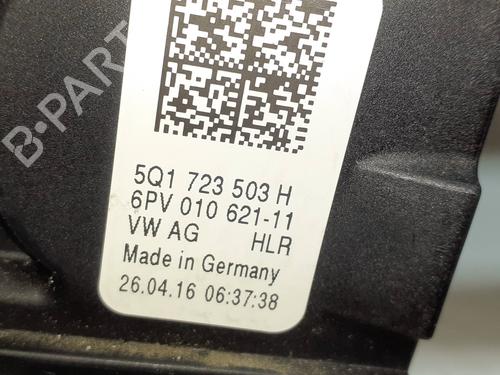 B-PARTS
5Q1 723 503 H
6PV 010 621-11
VW AG HLR
Made in Germany
26.04.16 06:37:38